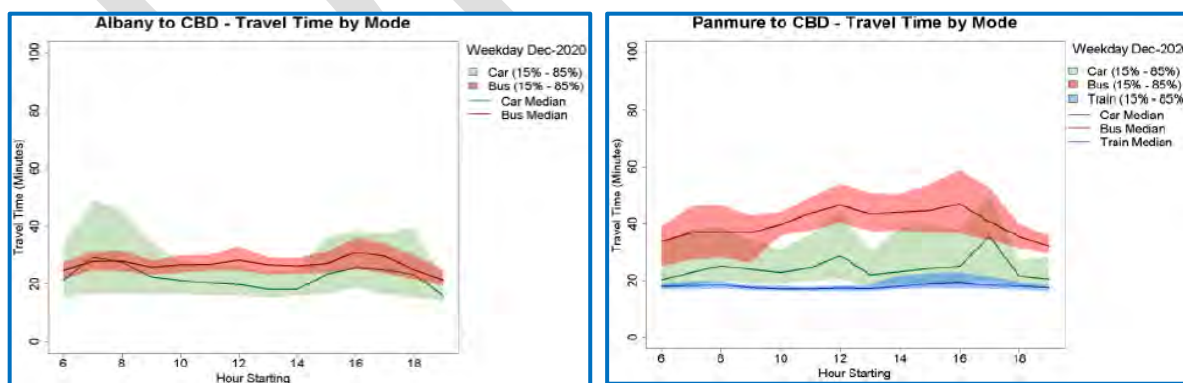 Albany to CBD - Travel Time by Mode
Weekday Dec-2020
Car (15% - 85%)
Bus (15% - 85%)
Car Median
Bus Median
Travel Time (Minutes)
100
80
60
40
20
0
6
8
10
12
14
16
18
Hour Starting
Panmure to CBD - Travel Time by Mode
Weekday Dec-2020
Car (15% - 85%)
Bus (15% - 85%)
Train (15% - 85%
Car Median
Bus Median
Train Median
Travel Time (Minutes)
100
80
60
40
20
0
6
8
10
12
14
16
18
Hour Starting